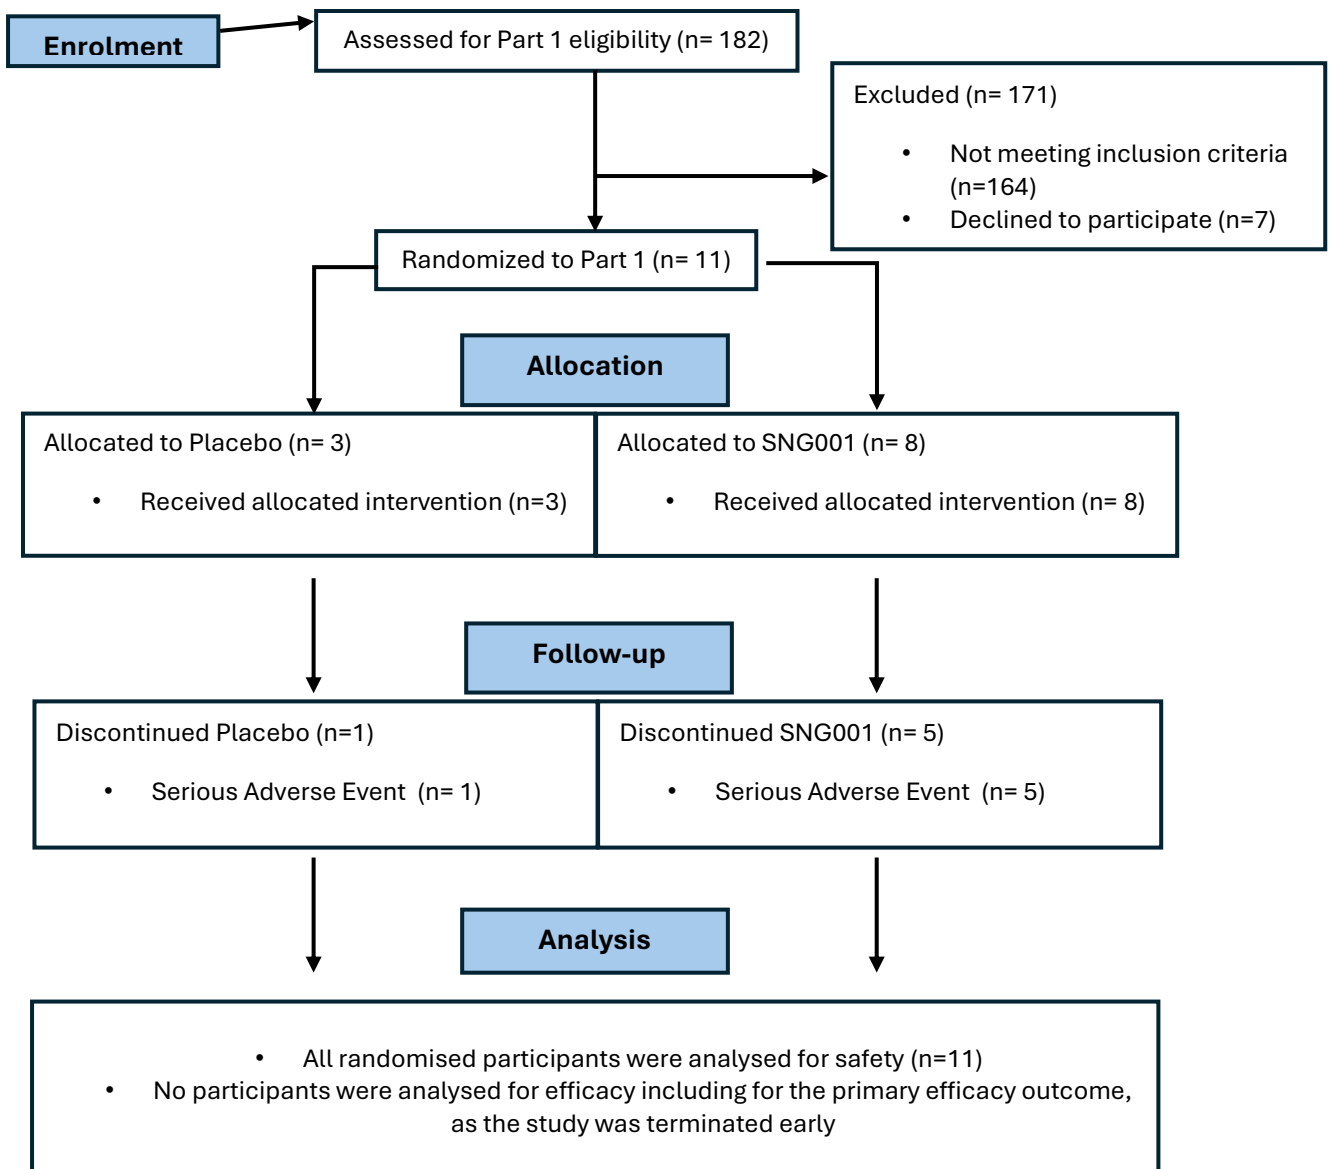 Enrolment
Assessed for Part 1 eligibility (n= 182)
Excluded (n= 171)
• Not meeting inclusion criteria
(n=164)
• Declined to participate (n=7)
Randomized to Part 1 (n= 11)
Allocation
Allocated to Placebo (n= 3)
• Received allocated intervention (n=3)
Allocated to SNG001 (n= 8)
• Received allocated intervention (n= 8)
Follow-up
Discontinued Placebo (n=1)
• Serious Adverse Event (n= 1)
Discontinued SNG001 (n= 5)
• Serious Adverse Event (n= 5)
Analysis
• All randomised participants were analysed for safety (n=11)
• No participants were analysed for efficacy including for the primary efficacy outcome,
as the study was terminated early